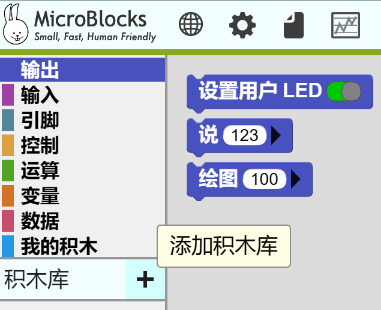 MicroBlocks
Small, Fast, Human Friendly
输出
输入
引脚
控制
运算
变量
数据
我的积木
积木库 +
设置用户 LED
说 123
绘图 100
添加积木库